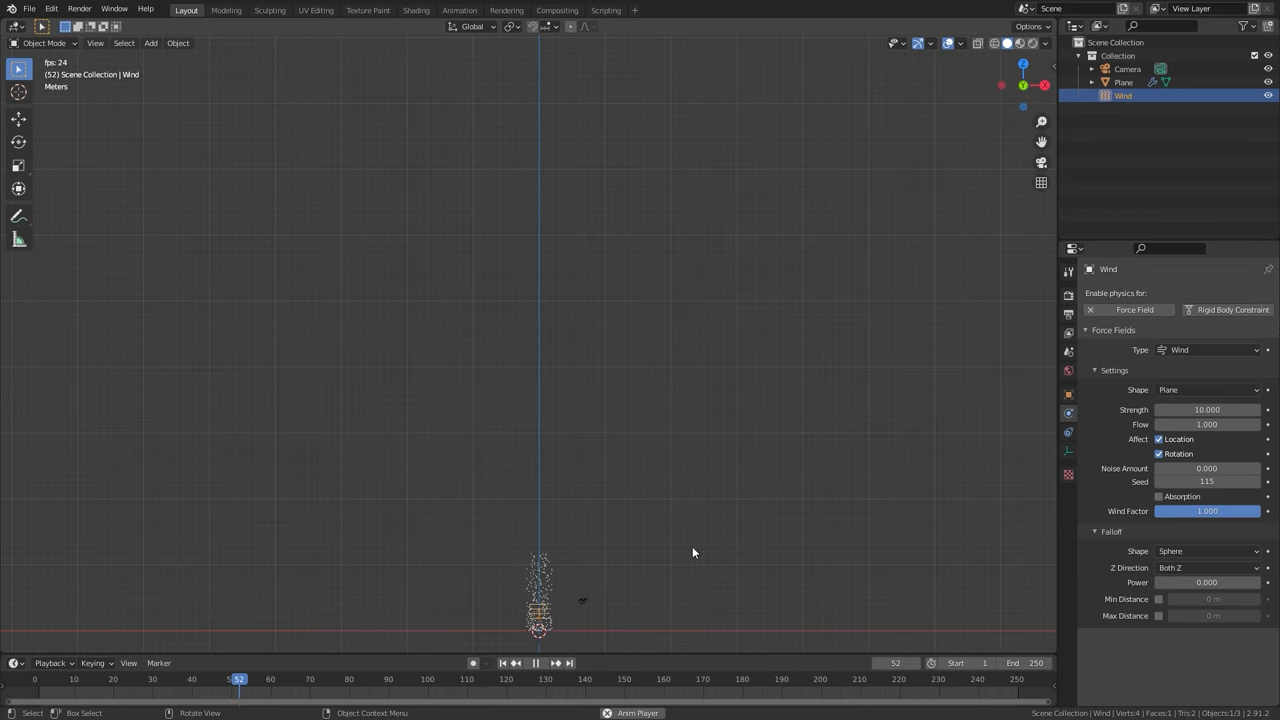 File Edit Render Window Help Layout Modeling Sculpting UV Editing Texture Paint Shading Animation Rendering Compositing Scripting + Scene View Layer
Global Options
Object Mode View Select Add Object
fps: 24
(52) Scene Collection | Wind
Meters
Z
Y
X
Scene Collection
Collection
Camera
Plane
Wind
Wind
Enable physics for:
Force Field Rigid Body Constraint
Force Fields
Type Wind
Settings
Shape Plane
Strength 10.000
Flow 1.000
Affect Location
Rotation
Noise Amount 0.000
Seed 115
Absorption
Wind Factor 1.000
Falloff
Shape Sphere
Z Direction Both Z
Power 0.000
Min Distance 0 m
Max Distance 0 m
Playback Keying View Marker 52 Start 1 End 250
0 10 20 30 40 5 52 60 70 80 90 100 110 120 130 140 150 160 170 180 190 200 210 220 230 240 250
Select Box Select Rotate View Object Context Menu Anim Player Scene Collection | Wind | Verts:4 | Faces:1 | Tris:2 | Objects:1/3 | 2.91.2